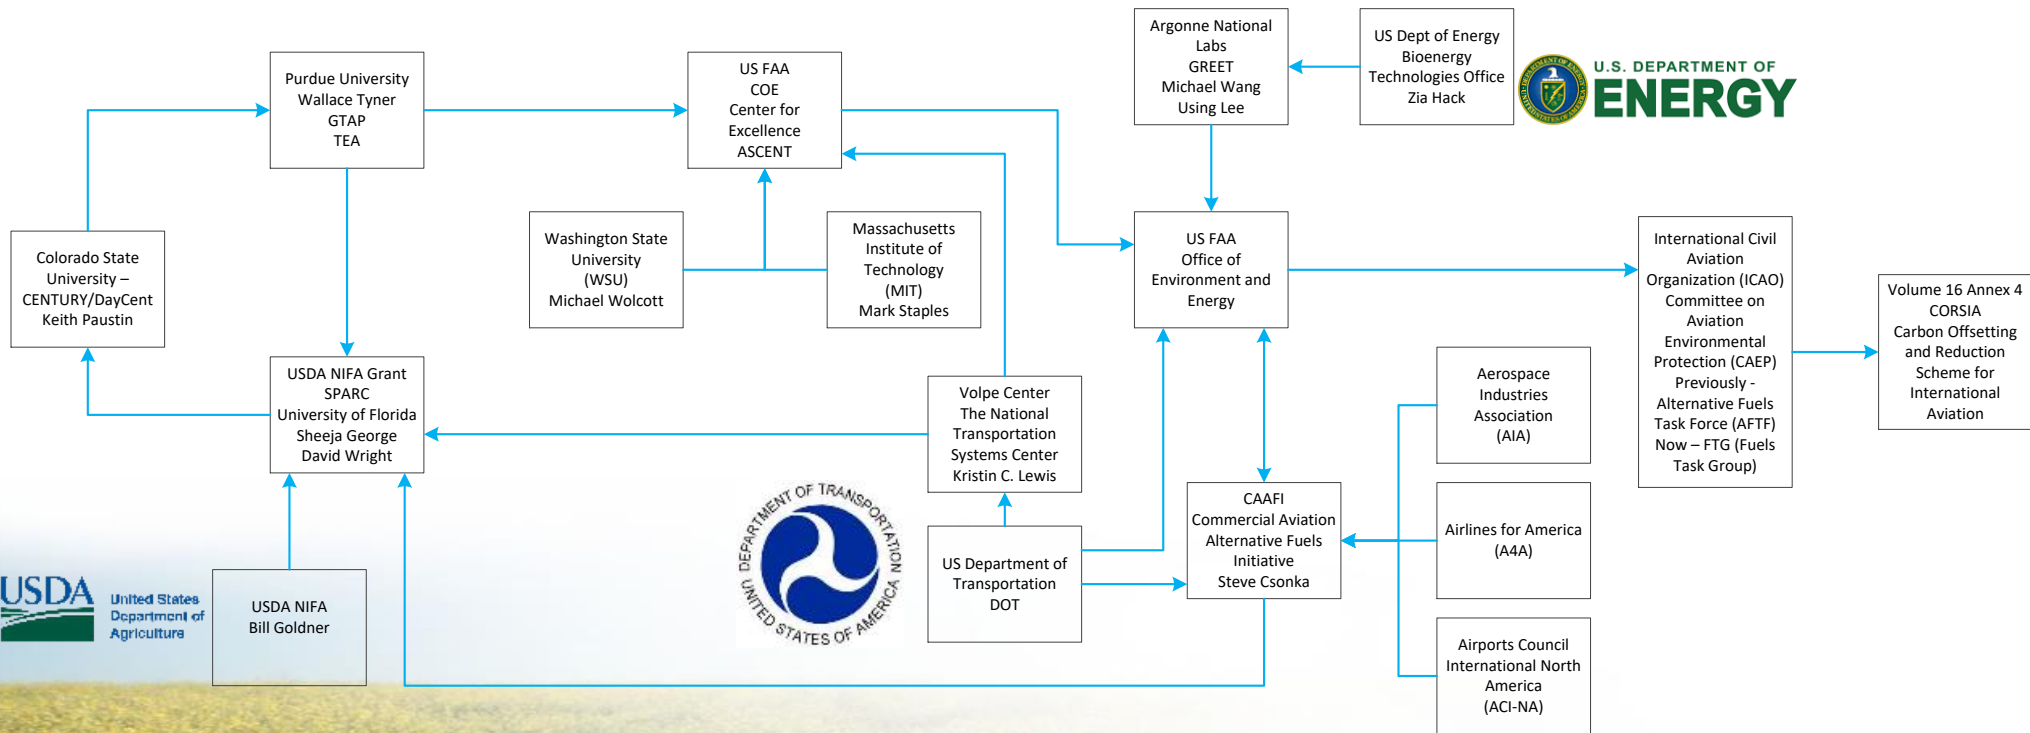 Purdue University
Wallace Tyner
GTAP
TEA
US FAA
COE
Center for
Excellence
ASCENT
Argonne National
Labs
GREET
Michael Wang
Using Lee
US Dept of Energy
Bioenergy
Technologies Office
Zia Hack
DEPARTMENT OF ENERGY
UNITED STATES OF AMERICA
U.S. DEPARTMENT OF
ENERGY
Colorado State
University –
CENTURY/DayCent
Keith Paustin
Washington State
University
(WSU)
Michael Wolcott
Massachusetts
Institute of
Technology
(MIT)
Mark Staples
US FAA
Office of
Environment and
Energy
International Civil
Aviation
Organization (ICAO)
Committee on
Aviation
Environmental
Protection (CAEP)
Previously -
Alternative Fuels
Task Force (AFTF)
Now – FTG (Fuels
Task Group)
Volume 16 Annex 4
CORSIA
Carbon Offsetting
and Reduction
Scheme for
International
Aviation
USDA NIFA Grant
SPARC
University of Florida
Sheeja George
David Wright
Volpe Center
The National
Transportation
Systems Center
Kristin C. Lewis
Aerospace
Industries
Association
(AIA)
CAAFI
Commercial Aviation
Alternative Fuels
Initiative
Steve Csonka
Airlines for America
(A4A)
DEPARTMENT OF TRANSPORTATION
UNITED STATES OF AMERICA
US Department of
Transportation
DOT
USDA
United States
Department of
Agriculture
USDA NIFA
Bill Goldner
Airports Council
International North
America
(ACI-NA)